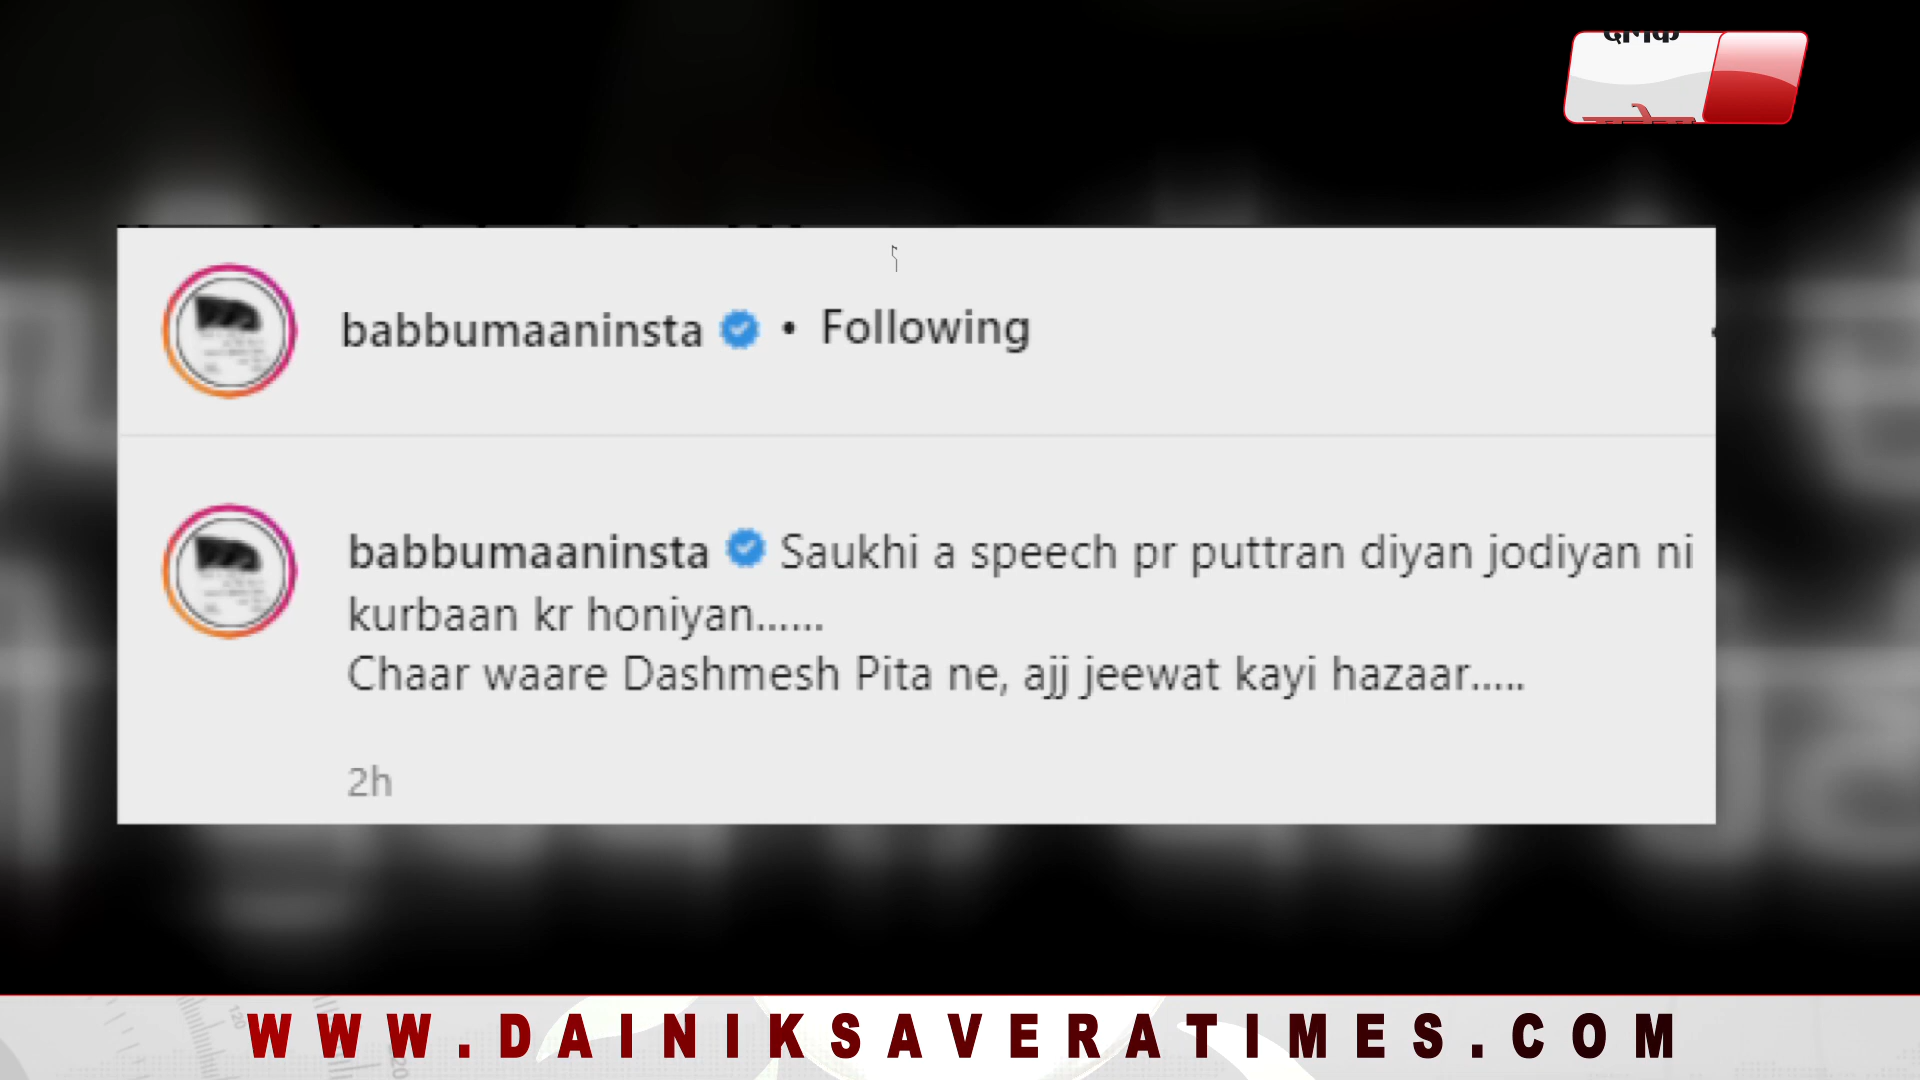 babbumaaninsta • Following
babbumaaninsta Saukhi a speech pr puttran diyan jodiyan ni
kurbaan kr honiyan......
Chaar waare Dashmesh Pita ne, ajj jeewat kayi hazaar.....
2h
WWW.DAINIKSAVERATIMES.COM